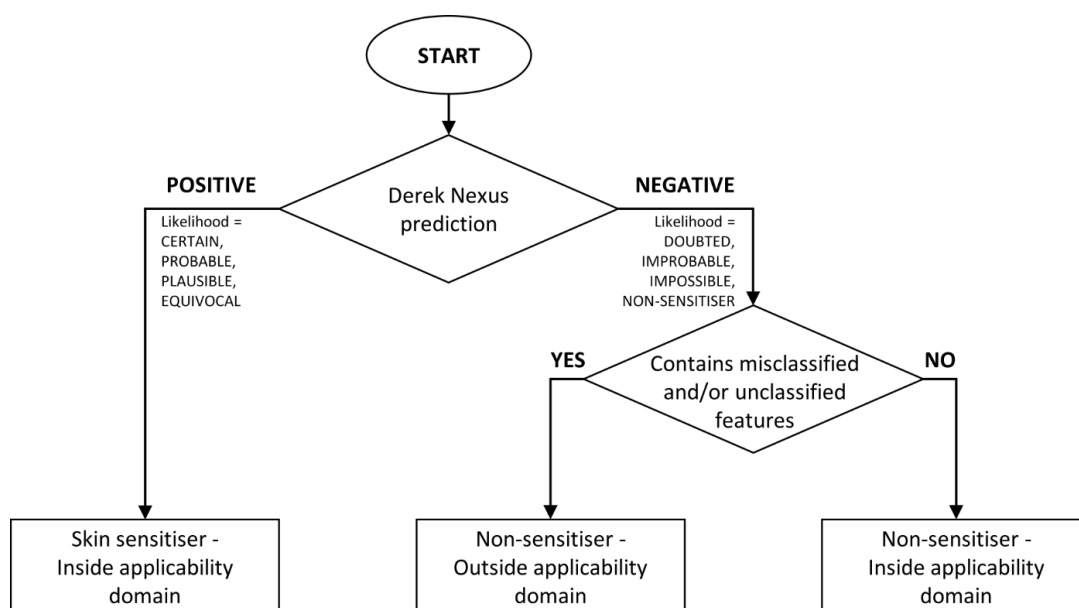 START
Derek Nexus
prediction
POSITIVE
Likelihood =
CERTAIN,
PROBABLE,
PLAUSIBLE,
EQUIVOCAL
NEGATIVE
Likelihood =
DOUBTED,
IMPROBABLE,
IMPOSSIBLE,
NON-SENSITISER
YES
Contains misclassified
and/or unclassified
features
NO
Skin sensitiser -
Inside applicability
domain
Non-sensitiser -
Outside applicability
domain
Non-sensitiser -
Inside applicability
domain